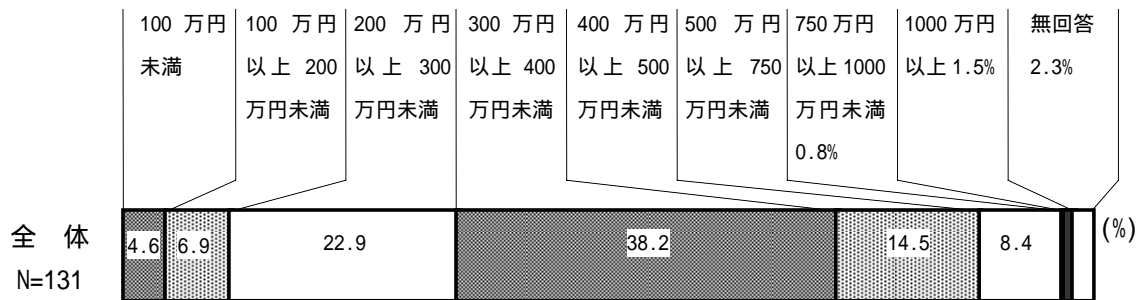 100 万円
未満
100 万円
以上 200
万円未満
200 万円
以上 300
万円未満
300 万円
以上 400
万円未満
400 万円
以上 500
万円未満
500 万円
以上 750
万円未満
750 万円
以上 1000
万円未満
0.8%
1000 万円
以上 1.5%
無回答
2.3%
全 体
N=131
4.6
6.9
22.9
38.2
14.5
8.4
(%)